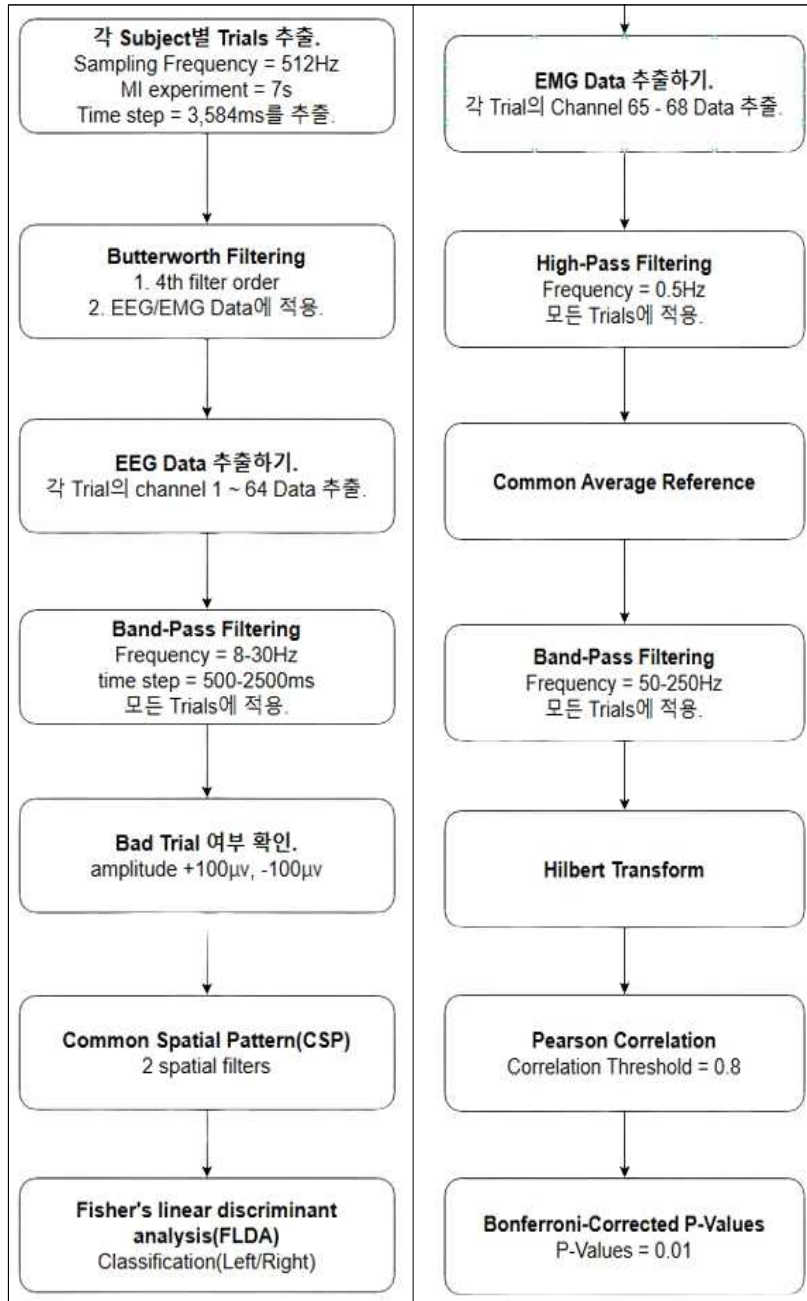 각 Subject별 Trials 추출.
Sampling Frequency = 512Hz
MI experiment = 7s
Time step = 3,584ms를 추출.
Butterworth Filtering
1. 4th filter order
2. EEG/EMG Data에 적용.
EEG Data 추출하기.
각 Trial의 channel 1 ~ 64 Data 추출.
Band-Pass Filtering
Frequency = 8-30Hz
time step = 500-2500ms
모든 Trials에 적용.
Bad Trial 여부 확인.
amplitude +100μv, -100μv
Common Spatial Pattern(CSP)
2 spatial filters
Fisher's linear discriminant
analysis(FLDA)
Classification(Left/Right)
EMG Data 추출하기.
각 Trial의 Channel 65 - 68 Data 추출.
High-Pass Filtering
Frequency = 0.5Hz
모든 Trials에 적용.
Common Average Reference
Band-Pass Filtering
Frequency = 50-250Hz
모든 Trials에 적용.
Hilbert Transform
Pearson Correlation
Correlation Threshold = 0.8
Bonferroni-Corrected P-Values
P-Values = 0.01